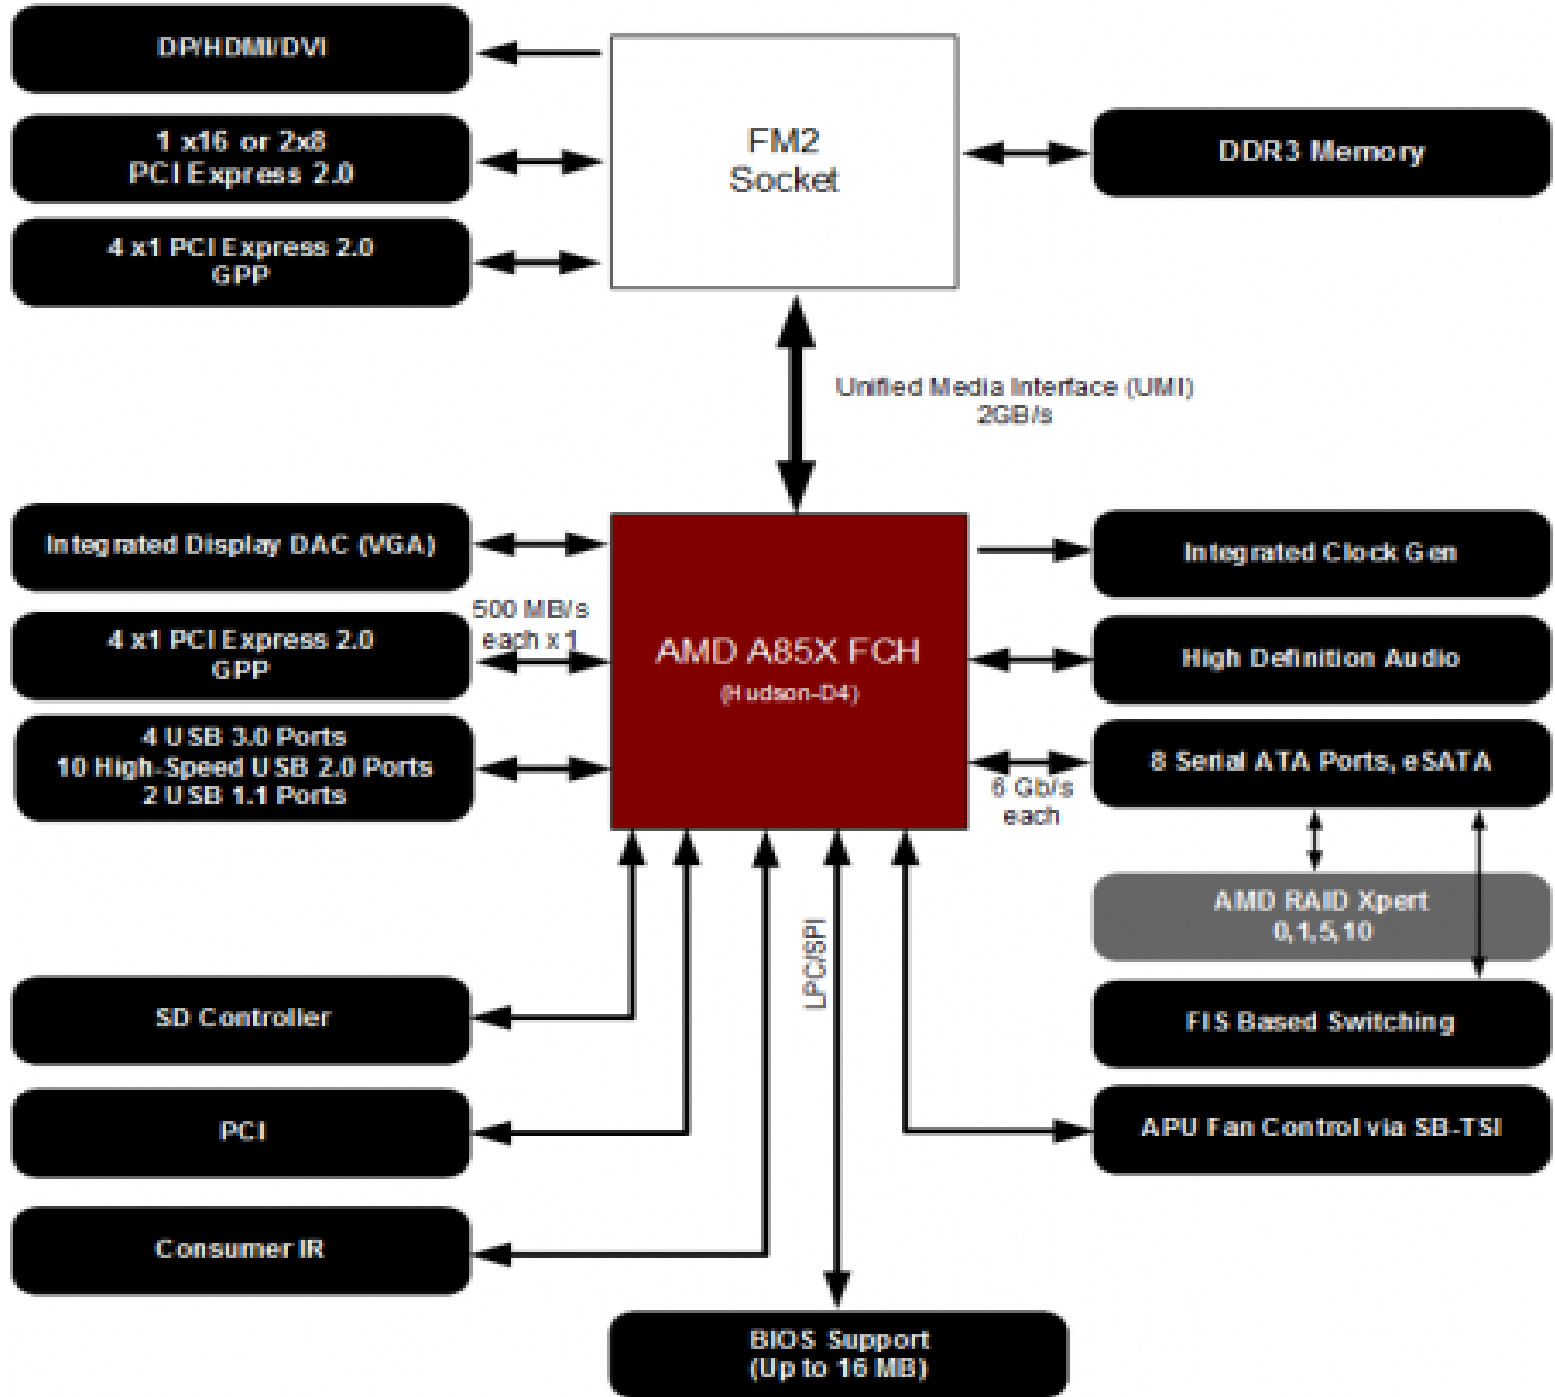 DP/HDMI/DVI
1 x16 or 2x8
PCI Express 2.0
4 x1 PCI Express 2.0
GPP
FM2
Socket
DDR3 Memory
Unified Media Interface (UMI)
2GB/s
Integrated Display DAC (VGA)
500 MB/s
each x 1
4 x1 PCI Express 2.0
GPP
4 USB 3.0 Ports
10 High-Speed USB 2.0 Ports
2 USB 1.1 Ports
AMD A85X FCH
(Hudson-D4)
Integrated Clock Gen
High Definition Audio
8 Serial ATA Ports, eSATA
6 Gb/s
each
AMD RAID Xpert
0,1,5,10
FIS Based Switching
APU Fan Control via SB-TSI
LPC/SPI
SD Controller
PCI
Consumer IR
BIOS Support
(Up to 16 MB)